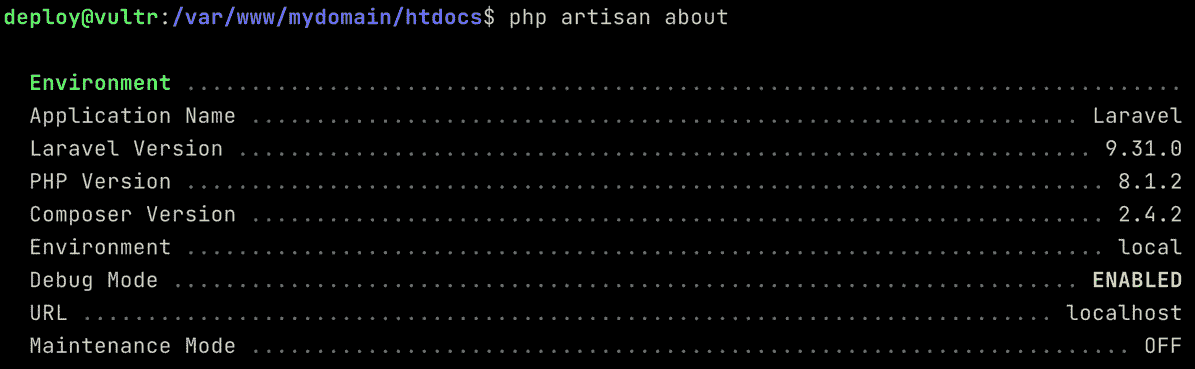 deploy@vultr:/var/www/mydomain/htdocs$ php artisan about
Environment .............................................................................
Application Name ................................................................ Laravel
Laravel Version .................................................................. 9.31.0
PHP Version ....................................................................... 8.1.2
Composer Version .................................................................. 2.4.2
Environment ....................................................................... local
Debug Mode ...................................................................... ENABLED
URL ........................................................................... localhost
Maintenance Mode .................................................................... OFF